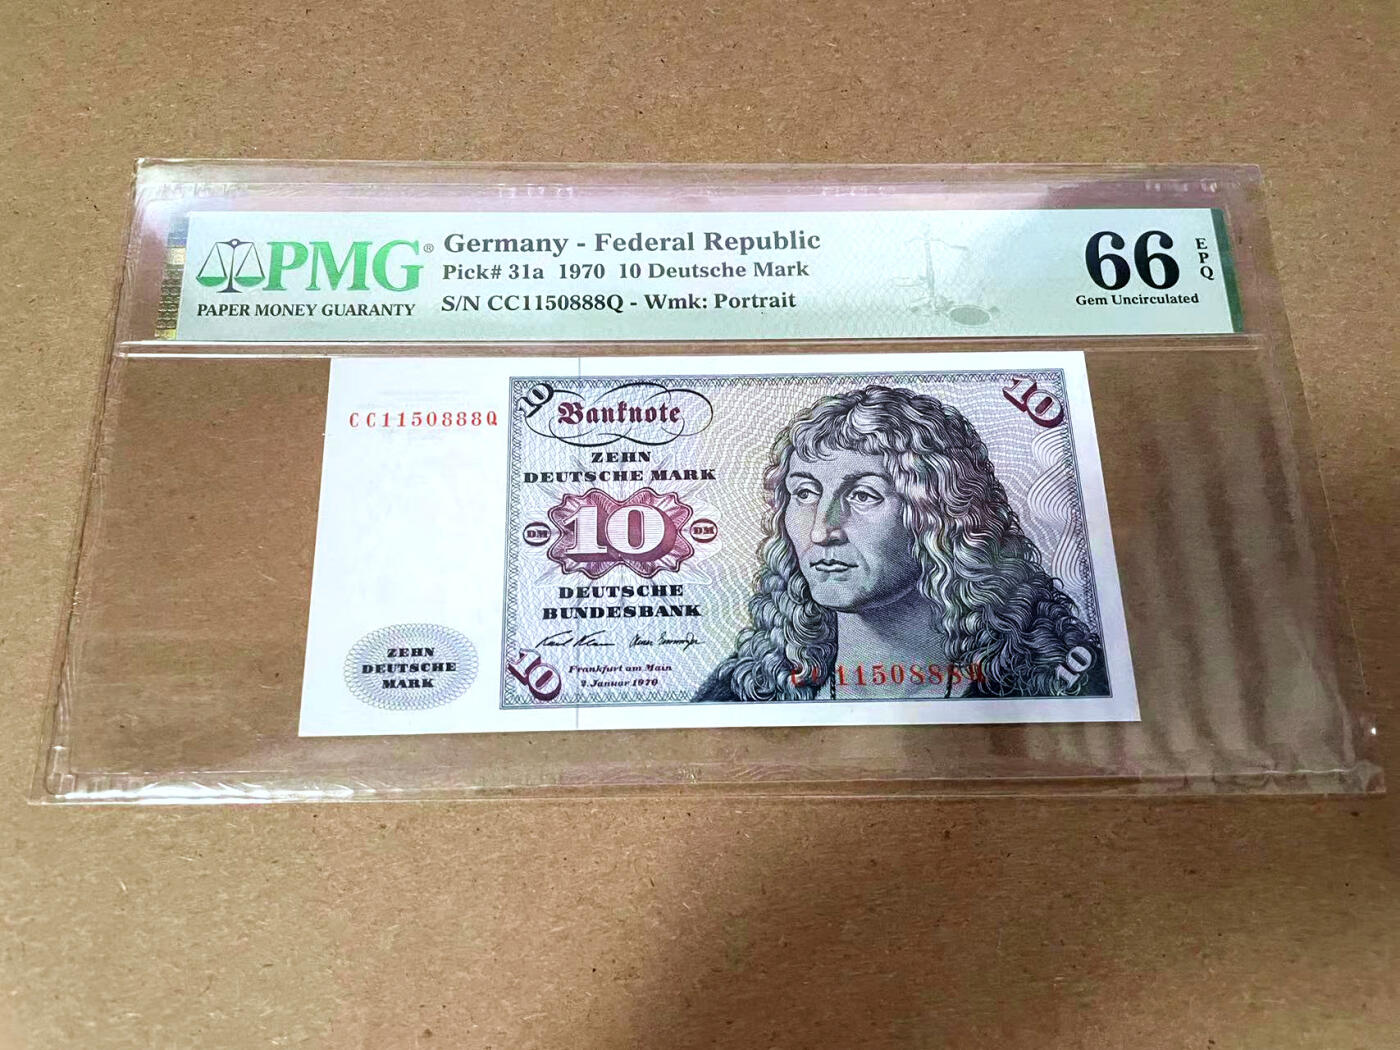 PMG®
PAPER MONEY GUARANTY
Germany - Federal Republic
Pick# 31a 1970 10 Deutsche Mark
S/N CC1150888Q - Wmk: Portrait
66
EPQ
Gem Uncirculated
CC1150888Q
10
Banknote
10
ZEHN
DEUTSCHE MARK
DM 10 DM
DEUTSCHE
BUNDESBANK
Frankfurt am Main
2. Januar 1970
10
CC1150888Q
10
ZEHN
DEUTSCHE
MARK